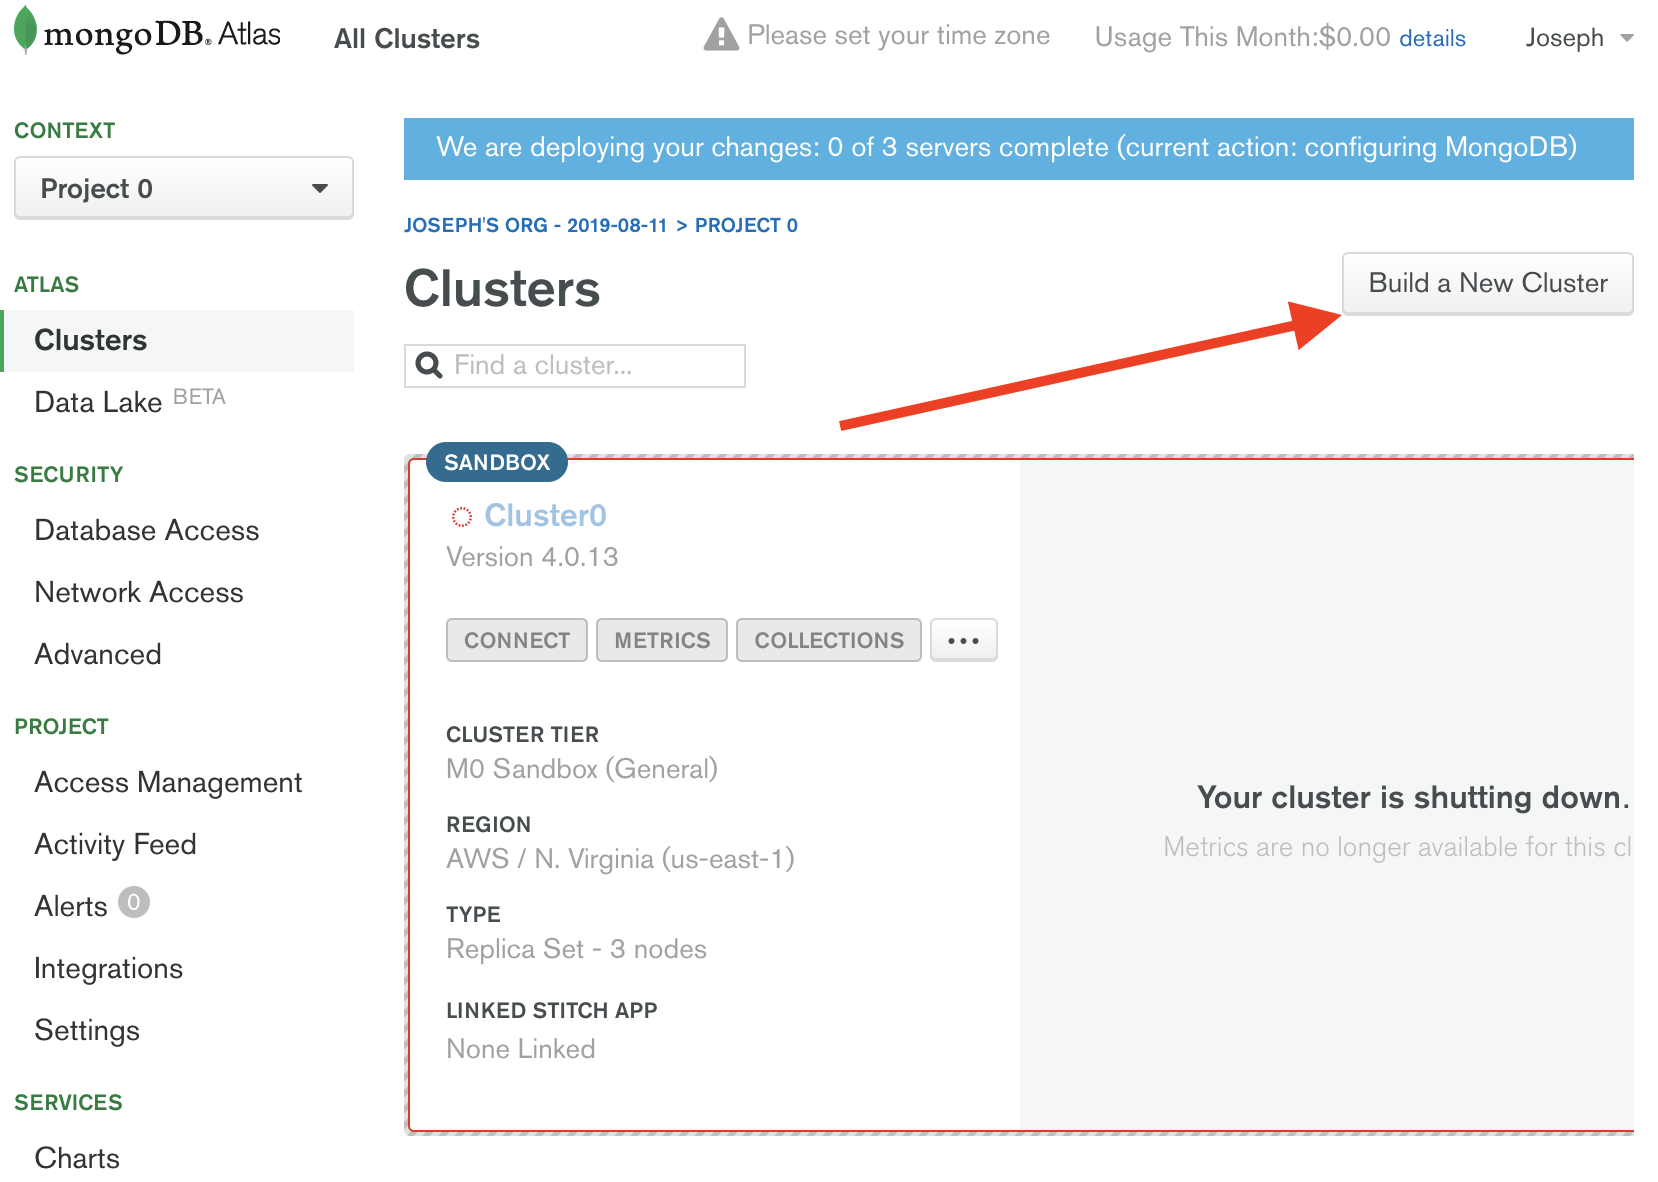 mongoDB® Atlas
All Clusters
Please set your time zone
Usage This Month:$0.00 details
Joseph
CONTEXT
Project 0
ATLAS
Clusters
Data Lake BETA
SECURITY
Database Access
Network Access
Advanced
PROJECT
Access Management
Activity Feed
Alerts 0
Integrations
Settings
SERVICES
Charts
We are deploying your changes: 0 of 3 servers complete (current action: configuring MongoDB)
JOSEPH'S ORG - 2019-08-11 > PROJECT 0
Clusters
Build a New Cluster
Find a cluster...
SANDBOX
Cluster0
Version 4.0.13
CONNECT
METRICS
COLLECTIONS
...
CLUSTER TIER
M0 Sandbox (General)
REGION
AWS / N. Virginia (us-east-1)
TYPE
Replica Set - 3 nodes
LINKED STITCH APP
None Linked
Your cluster is shutting down.
Metrics are no longer available for this cl